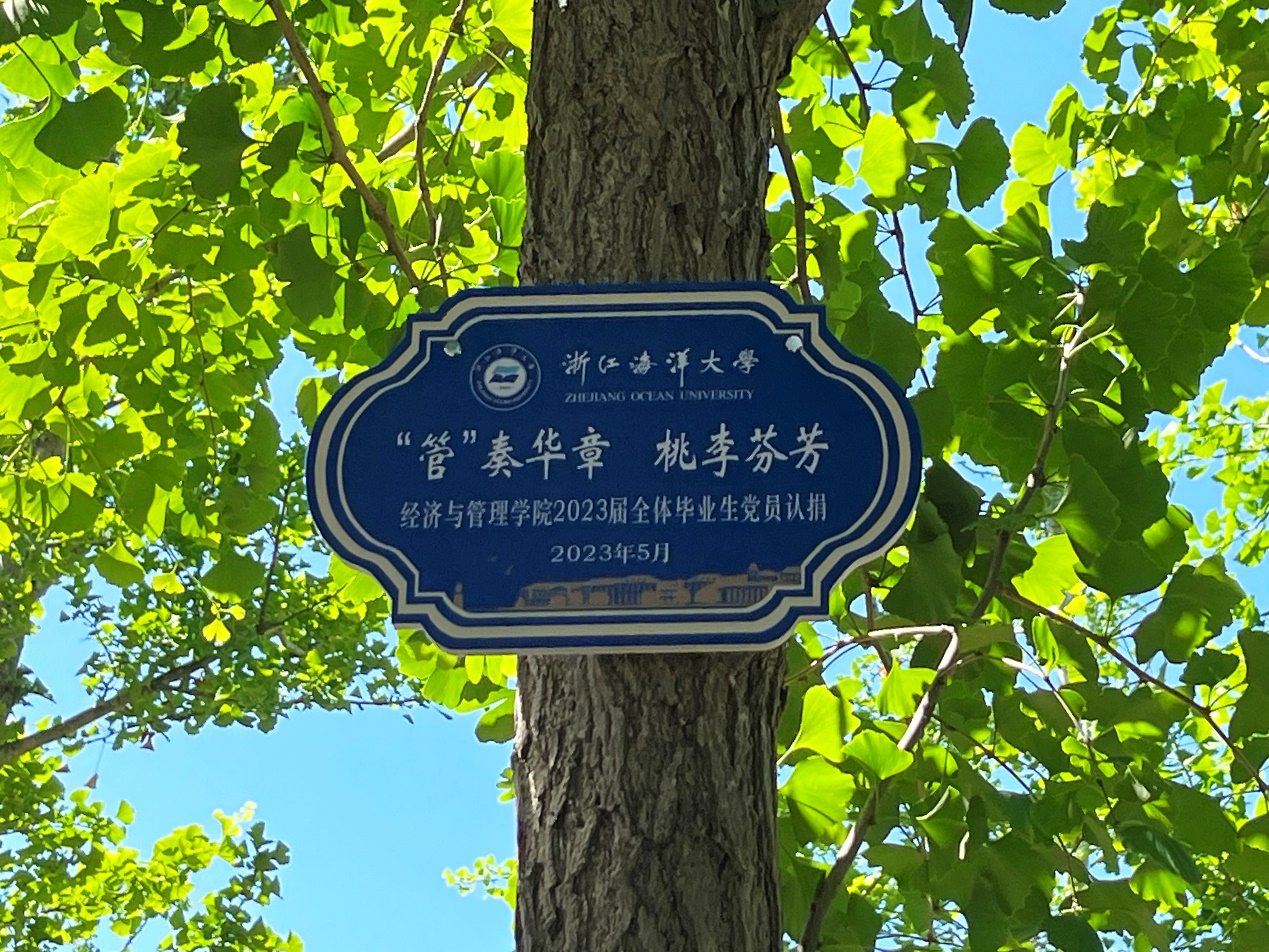 浙江海洋大學
ZHEJIANG OCEAN UNIVERSITY
“管”奏华章 桃李芬芳
经济与管理学院2023届全体毕业生党员认捐
2023年5月